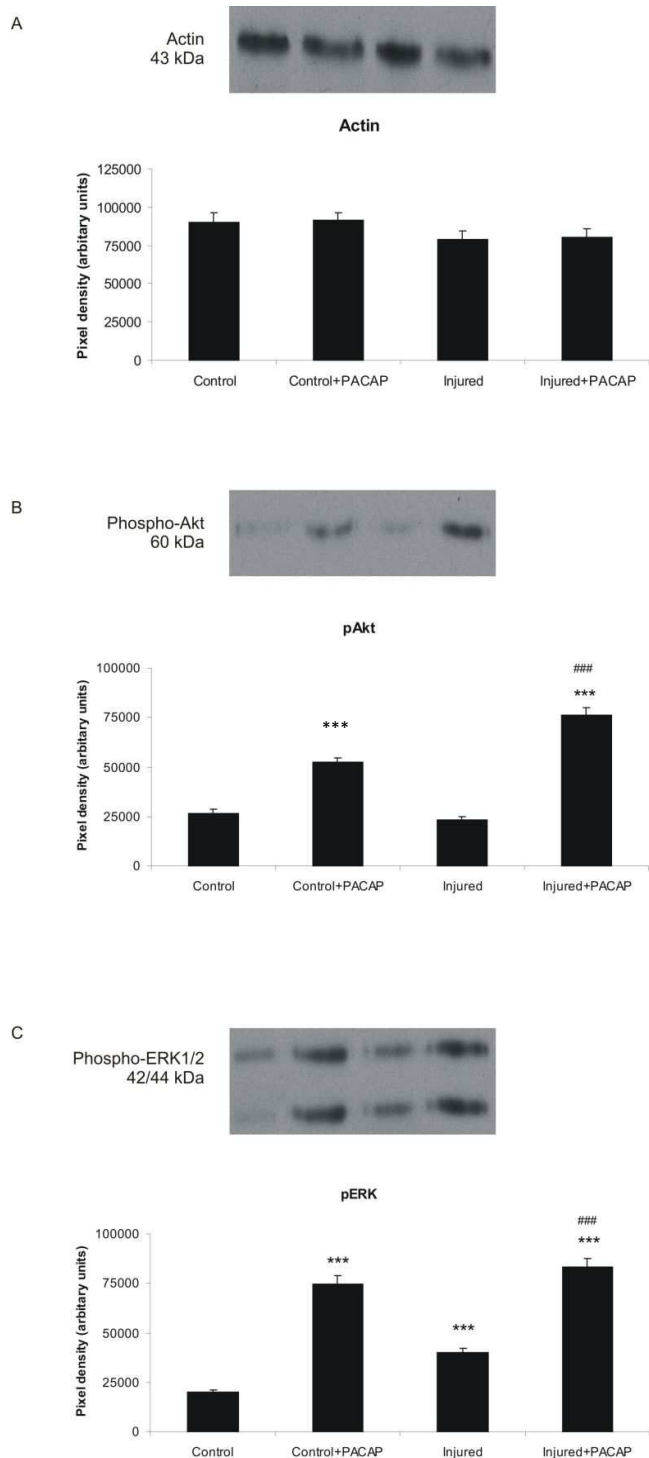 A
Actin
43 kDa
Actin
Pixel density (arbitary units)
125000
100000
75000
50000
25000
0
Control
Control+PACAP
Injured
Injured+PACAP
B
Phospho-Akt
60 kDa
pAkt
Pixel density (arbitary units)
100000
75000
50000
25000
0
***
###
***
Control
Control+PACAP
Injured
Injured+PACAP
C
Phospho-ERK1/2
42/44 kDa
pERK
Pixel density (arbitary units)
100000
75000
50000
25000
0
***
***
###
***
Control
Control+PACAP
Injured
Injured+PACAP